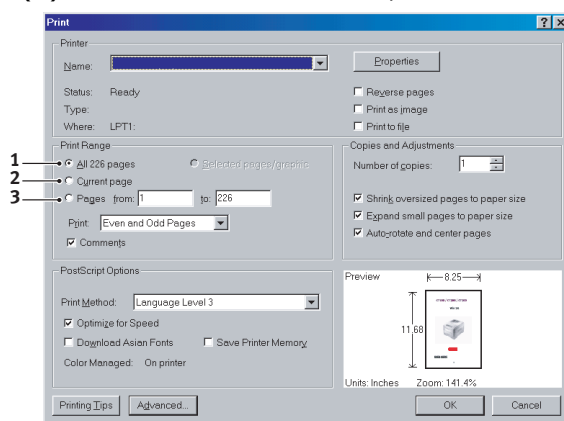 Print
Printer
Name:
Properties
Status: Ready
Reverse pages
Type:
Print as image
Where: LPT1:
Print to file
Print Range
Copies and Adjustments
1
All 226 pages
Selected pages/graphic
Number of copies: 1
2
Current page
3
Pages from: 1 to: 226
Shrink oversized pages to paper size
Print: Even and Odd Pages
Expand small pages to paper size
Comments
Auto-rotate and center pages
PostScript Options
Preview
8.25
Print Method: Language Level 3
Optimize for Speed
11.68
Download Asian Fonts
Save Printer Memory
Color Managed: On printer
Units: Inches Zoom: 141.4%
Printing Tips
Advanced...
OK
Cancel